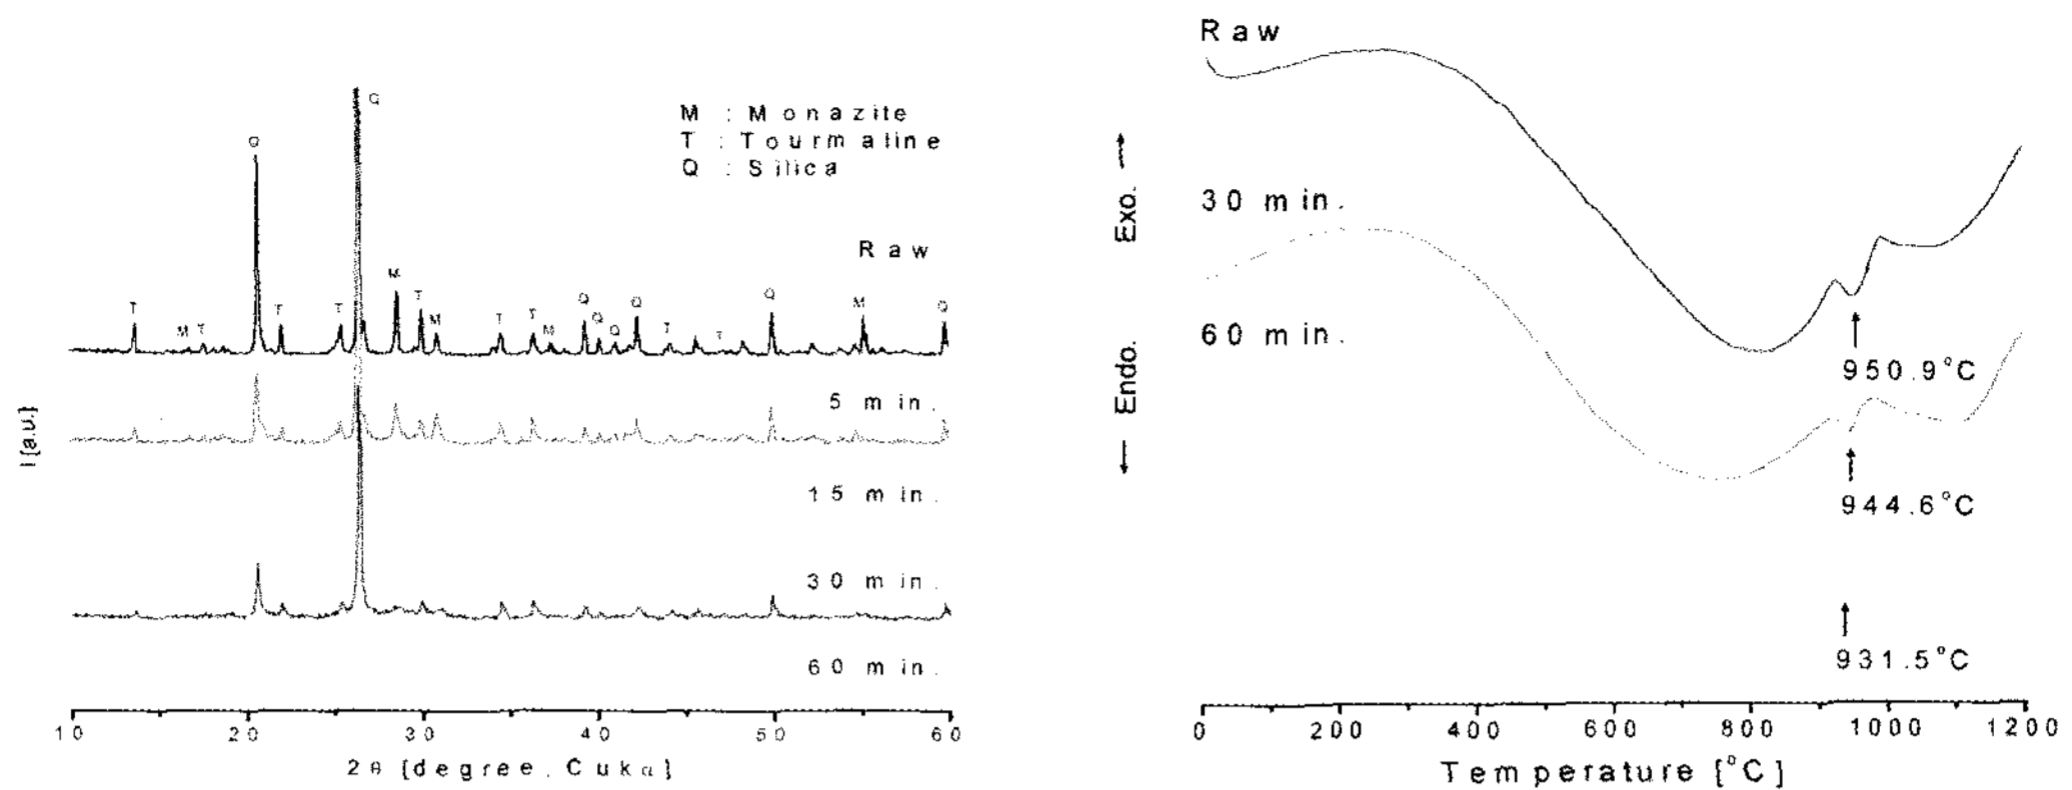 Q
Q
M : Monazite
T : Tourmaline
Q : Silica
Raw
T M T T T M T M T T M Q Q Q Q T T Q M Q
5 min.
I [a.u.]
15 min.
30 min.
60 min.
10 20 30 40 50 60
2θ [degree, Cukα]
Raw
← Endo. Exo. →
30 min.
60 min.
950.9°C
944.6°C
931.5°C
0 200 400 600 800 1000 1200
Temperature [°C]